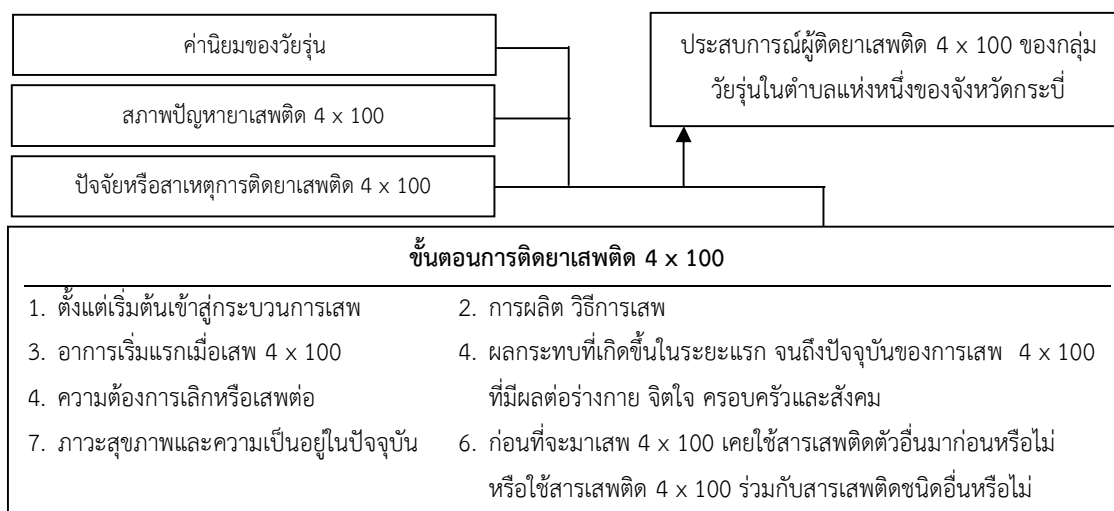 ค่านิยมของวัยรุ่น
สภาพปัญหายาเสพติด 4 x 100
ปัจจัยหรือสาเหตุการติดยาเสพติด 4 x 100
ประสบการณ์ผู้ติดยาเสพติด 4 x 100 ของกลุ่ม
วัยรุ่นในตำบลแห่งหนึ่งของจังหวัดกระบี่
ขั้นตอนการติดยาเสพติด 4 x 100
1. ตั้งแต่เริ่มต้นเข้าสู่กระบวนการเสพ
2. การผลิต วิธีการเสพ
3. อาการเริ่มแรกเมื่อเสพ 4 x 100
4. ผลกระทบที่เกิดขึ้นในระยะแรก จนถึงปัจจุบันของการเสพ 4 x 100
ที่มีผลต่อร่างกาย จิตใจ ครอบครัวและสังคม
4. ความต้องการเลิกหรือเสพต่อ
7. ภาวะสุขภาพและความเป็นอยู่ในปัจจุบัน
6. ก่อนที่จะมาเสพ 4 x 100 เคยใช้สารเสพติดตัวอื่นมาก่อนหรือไม่
หรือใช้สารเสพติด 4 x 100 ร่วมกับสารเสพติดชนิดอื่นหรือไม่